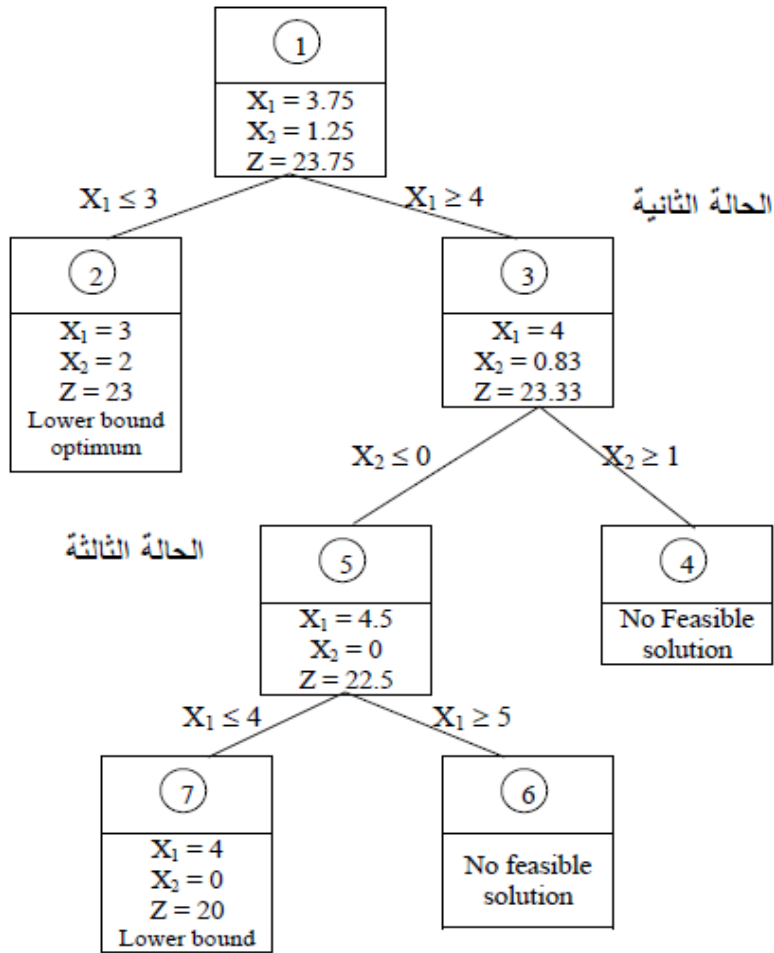 1
X₁ = 3.75
X₂ = 1.25
Z = 23.75
X₁ ≤ 3
X₁ ≥ 4
الحالة الثانية
2
X₁ = 3
X₂ = 2
Z = 23
Lower bound
optimum
3
X₁ = 4
X₂ = 0.83
Z = 23.33
X₂ ≤ 0
X₂ ≥ 1
الحالة الثالثة
5
X₁ = 4.5
X₂ = 0
Z = 22.5
4
No Feasible
solution
X₁ ≤ 4
X₁ ≥ 5
7
X₁ = 4
X₂ = 0
Z = 20
Lower bound
6
No feasible
solution